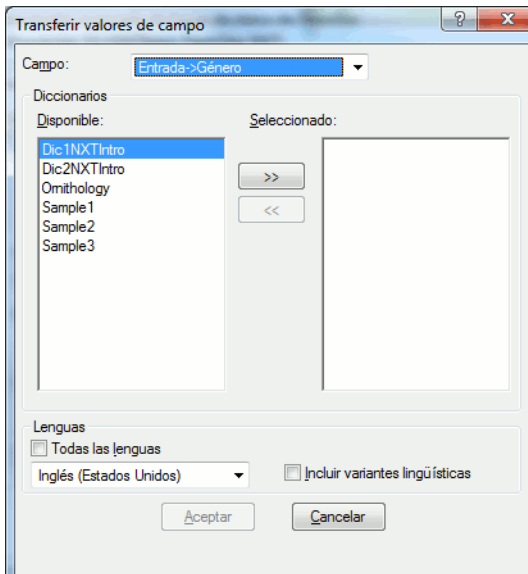 Transferir valores de campo
Campo: Entrada->Género
Diccionarios
Disponible: Seleccionado:
Dic1NXTIntro
Dic2NXTIntro
Ornithology
Sample1
Sample2
Sample3
>>
<<
Lenguas
Todas las lenguas
Inglés (Estados Unidos) Incluir variantes lingüísticas
Aceptar Cancelar